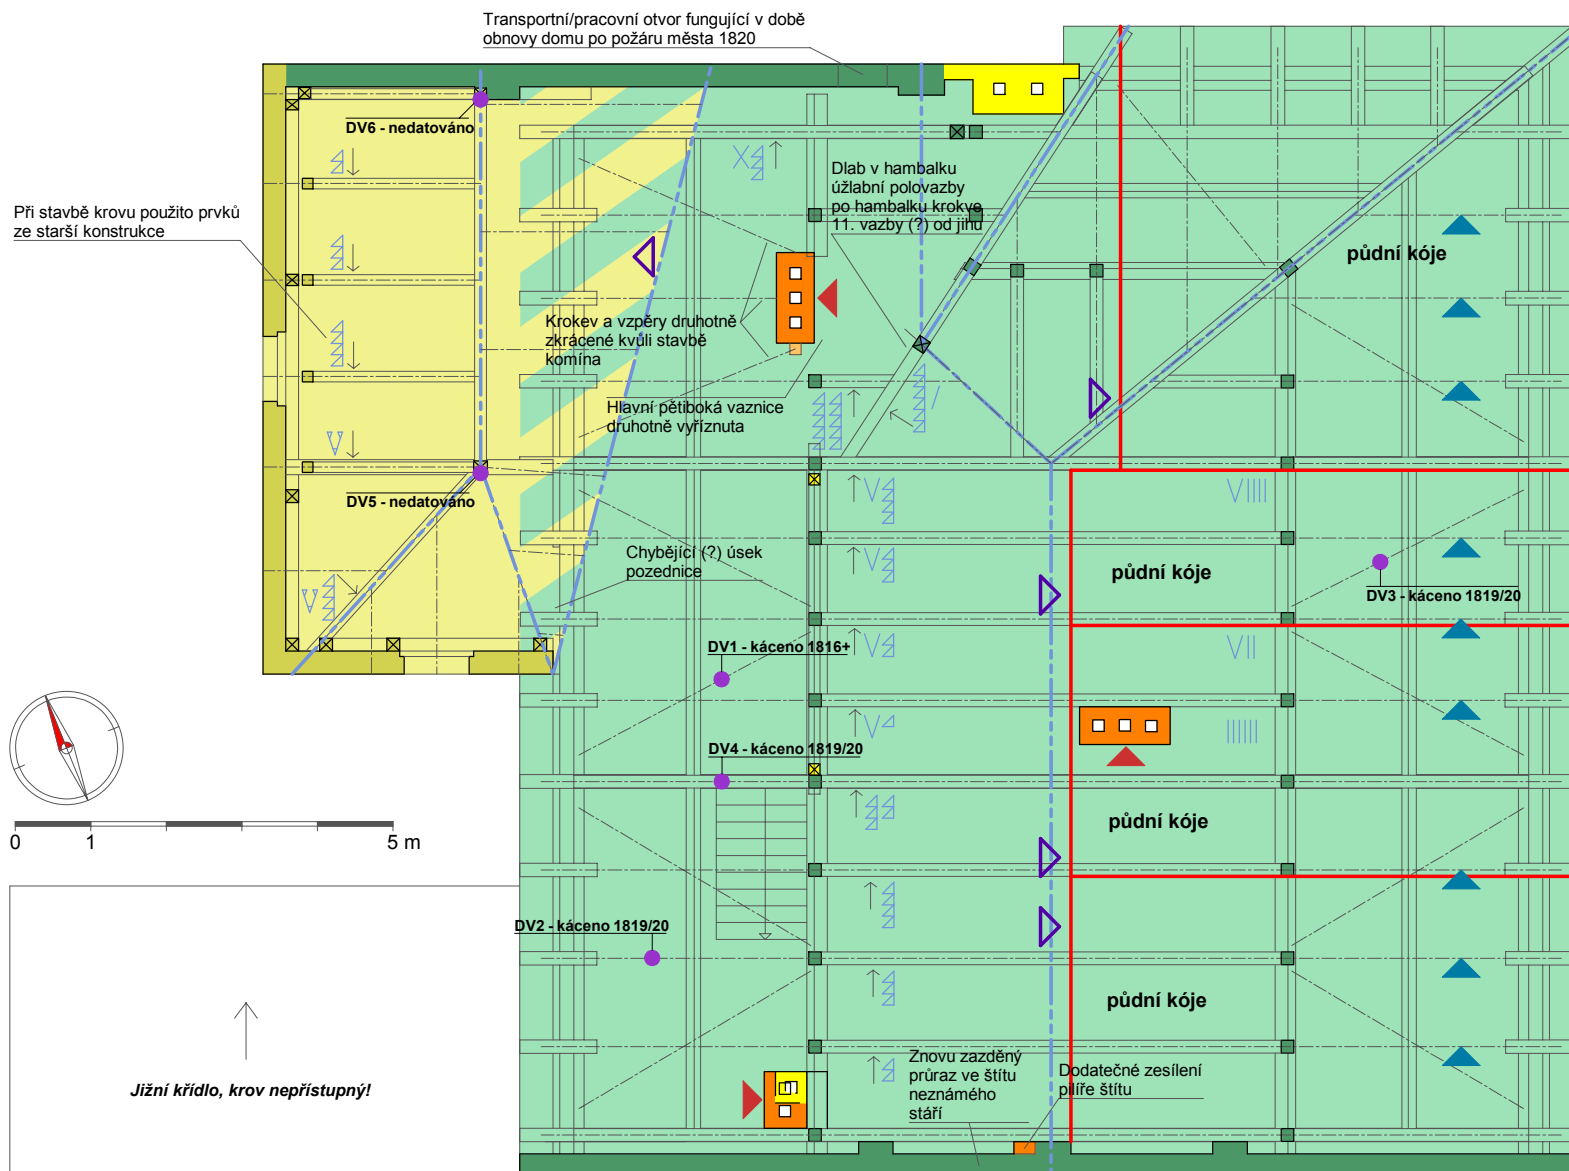 Transportní/pracovní otvor fungující v době
obnovy domu po požáru města 1820
DV6 - nedatováno
Při stavbě krovu použito prvků
ze starší konstrukce
Dlab v hambalku
úžlabní polovazby
po hambalku krokve
11. vazby (?) od jihu
půdní kóje
Krokev a vzpěry druhotně
zkrácené kvůli stavbě
komína
Hlavní pětiboká vaznice
druhotně vyříznuta
DV5 - nedatováno
Chybějící (?) úsek
pozednice
půdní kóje
DV3 - káceno 1819/20
DV1 - káceno 1816+
DV4 - káceno 1819/20
půdní kóje
0 1 5 m
DV2 - káceno 1819/20
půdní kóje
Jižní křídlo, krov nepřístupný!
Znovu zazděný
průraz ve štítu
neznámého
stáří
Dodatečné zesílení
pilíře štítu